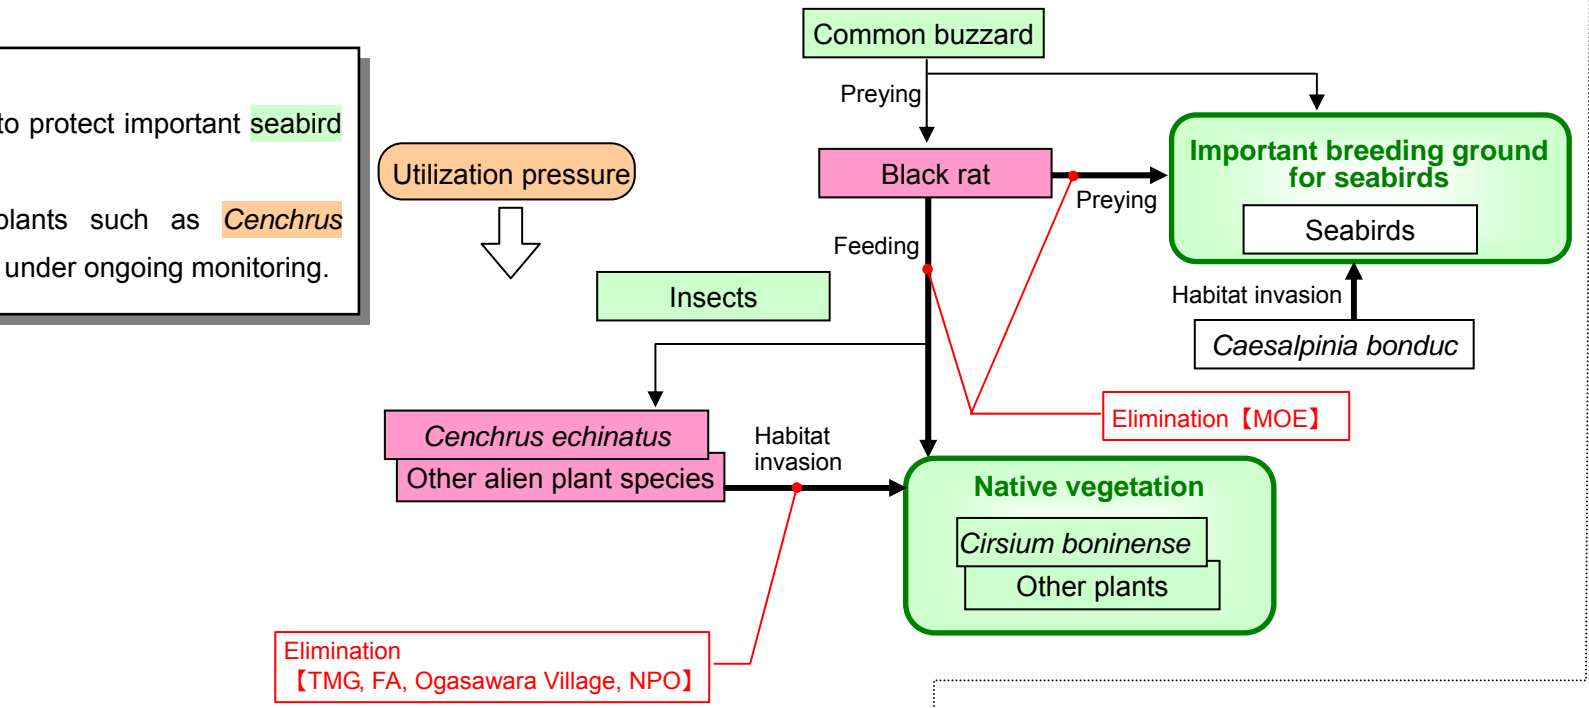 to protect important seabird
plants such as Cenchrus
under ongoing monitoring.
Utilization pressure
Common buzzard
Preying
Black rat
Preying
Important breeding ground
for seabirds
Seabirds
Feeding
Insects
Habitat invasion
Caesalpinia bonduc
Elimination【MOE】
Cenchrus echinatus
Other alien plant species
Habitat
invasion
Native vegetation
Cirsium boninense
Other plants
Elimination
【TMG, FA, Ogasawara Village, NPO】